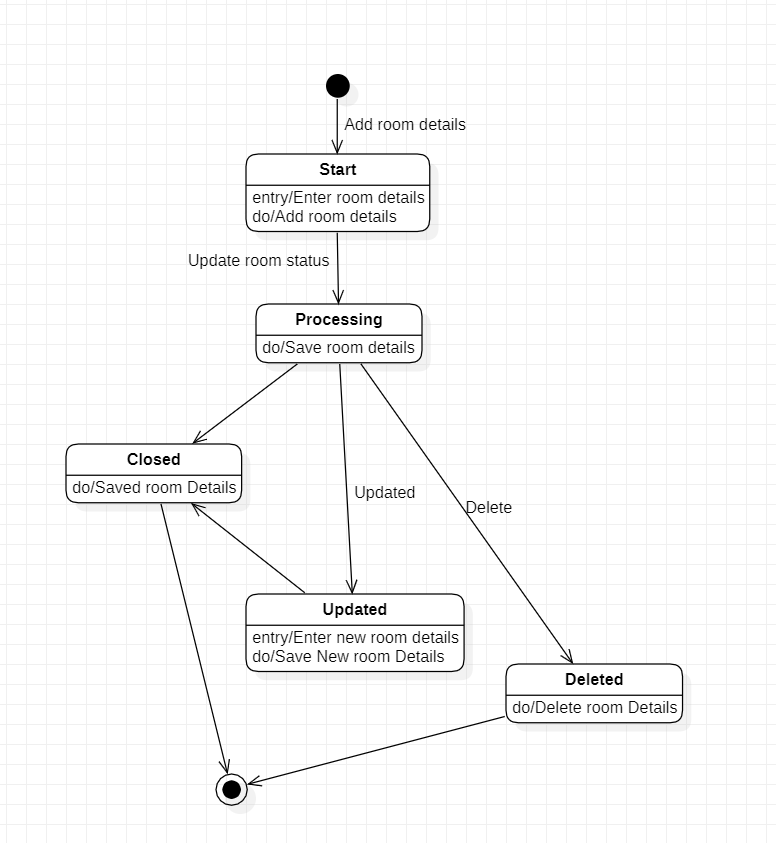 Add room details
Start
entry/Enter room details
do/Add room details
Update room status
Processing
do/Save room details
Closed
do/Saved room Details
Updated
Delete
Updated
entry/Enter new room details
do/Save New room Details
Deleted
do/Delete room Details